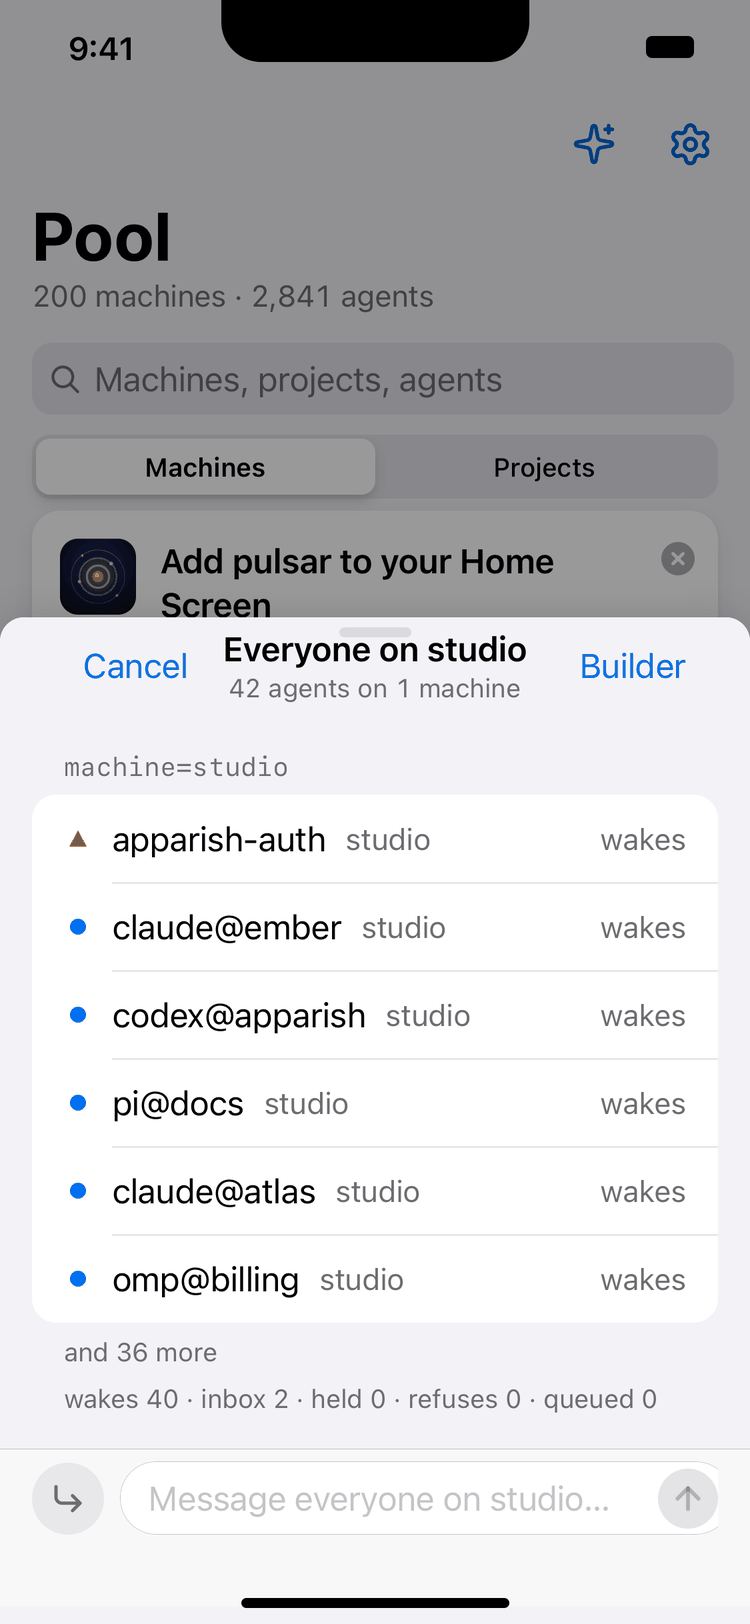 9:41
Pool
200 machines · 2,841 agents
Machines, projects, agents
Machines
Projects
Add pulsar to your Home
Screen
Cancel
Everyone on studio
42 agents on 1 machine
Builder
machine=studio
apparish-auth studio wakes
claude@ember studio wakes
codex@apparish studio wakes
pi@docs studio wakes
claude@atlas studio wakes
omp@billing studio wakes
and 36 more
wakes 40 · inbox 2 · held 0 · refuses 0 · queued 0
Message everyone on studio...